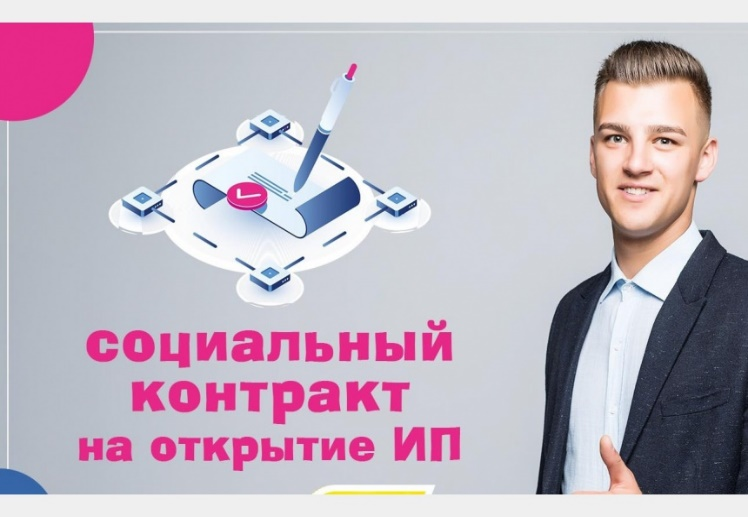 социальный
контракт
на открытие ИП